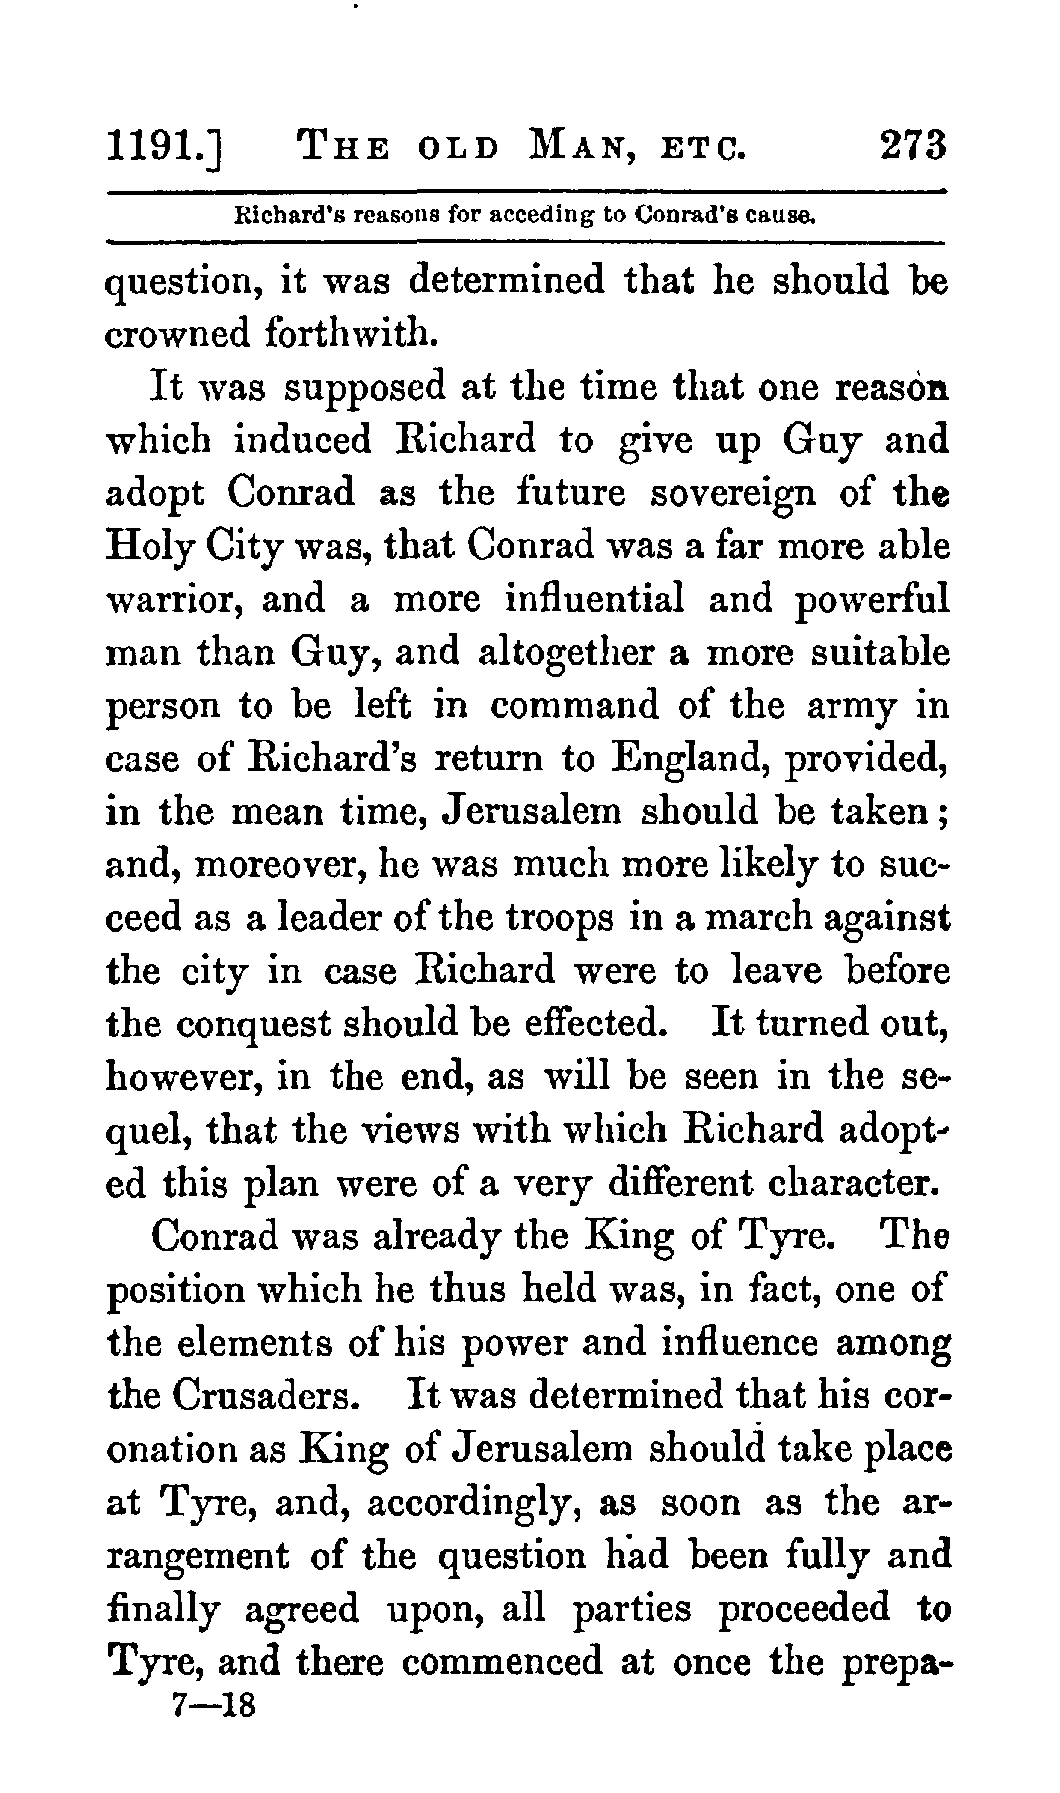 1191.] The old Man, etc. 273
Richard's reasons for acceding to Conrad's cause.
question, it was determined that he should be
crowned forthwith.
It was supposed at the time that one reason
which induced Richard to give up Guy and
adopt Conrad as the future sovereign of the
Holy City was, that Conrad was a far more able
warrior, and a more influential and powerful
man than Guy, and altogether a more suitable
person to be left in command of the army in
case of Richard's return to England, provided,
in the mean time, Jerusalem should be taken;
and, moreover, he was much more likely to suc-
ceed as a leader of the troops in a march against
the city in case Richard were to leave before
the conquest should be effected. It turned out,
however, in the end, as will be seen in the se-
quel, that the views with which Richard adopt-
ed this plan were of a very different character.
Conrad was already the King of Tyre. The
position which he thus held was, in fact, one of
the elements of his power and influence among
the Crusaders. It was determined that his cor-
onation as King of Jerusalem should take place
at Tyre, and, accordingly, as soon as the ar-
rangement of the question had been fully and
finally agreed upon, all parties proceeded to
Tyre, and there commenced at once the prepa-
7—18